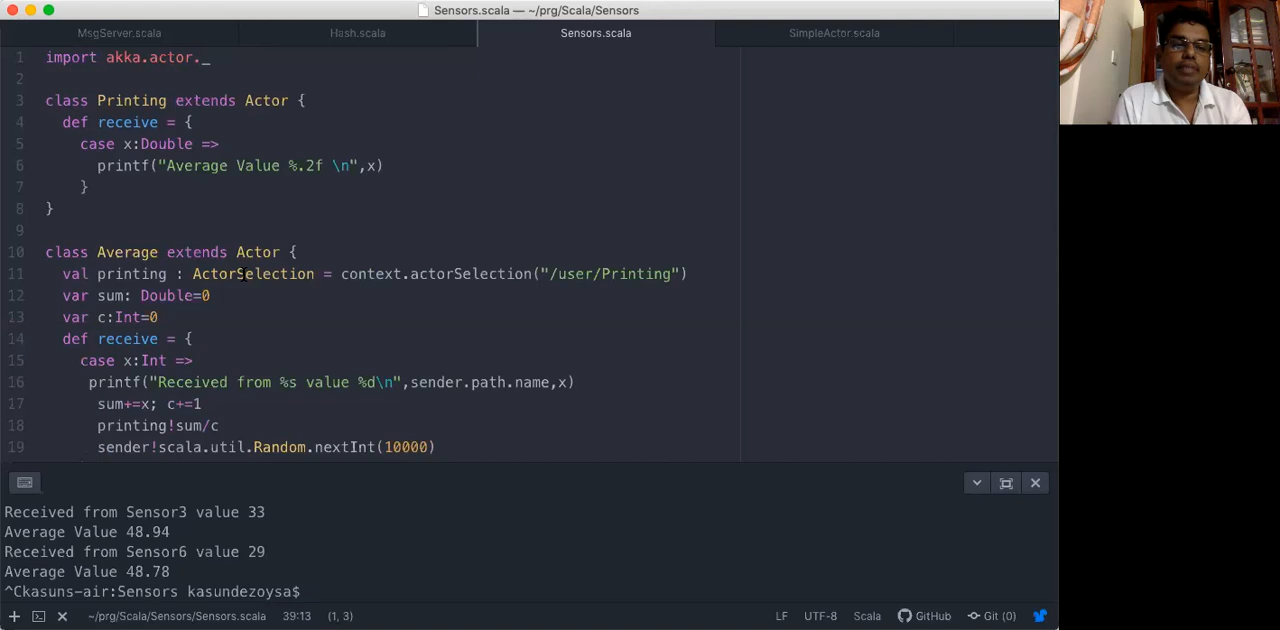 Sensors.scala — ~/prg/Scala/Sensors
MsgServer.scala Hash.scala Sensors.scala SimpleActor.scala
1 import akka.actor._
2
3 class Printing extends Actor {
4 def receive = {
5 case x:Double =>
6 printf("Average Value %.2f \n",x)
7 }
8 }
9
10 class Average extends Actor {
11 val printing : ActorSelection = context.actorSelection("/user/Printing")
12 var sum: Double=0
13 var c:Int=0
14 def receive = {
15 case x:Int =>
16 printf("Received from %s value %d\n",sender.path.name,x)
17 sum+=x; c+=1
18 printing!sum/c
19 sender!scala.util.Random.nextInt(10000)
Received from Sensor3 value 33
Average Value 48.94
Received from Sensor6 value 29
Average Value 48.78
^Ckasuns-air:Sensors kasundezoysa$
~/prg/Scala/Sensors/Sensors.scala 39:13 (1, 3) LF UTF-8 Scala GitHub Git (0)